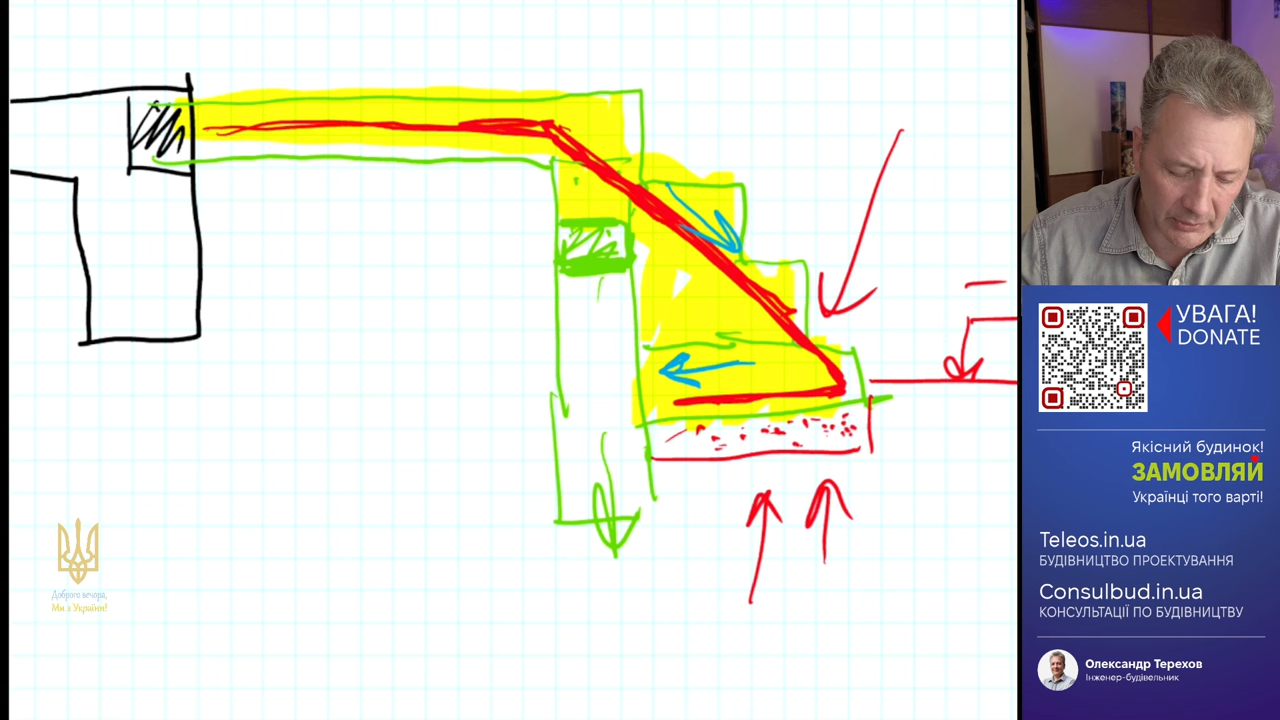 УВАГА!
DONATE
Якісний будинок!
ЗАМОВЛЯЙ
Українці того варті!
Teleos.in.ua
БУДІВНИЦТВО ПРОЕКТУВАННЯ
Consulbud.in.ua
КОНСУЛЬТАЦІЇ ПО БУДІВНИЦТВУ
Олександр Терехов
Інженер-будівельник
Доброго вечора,
Ми з України!